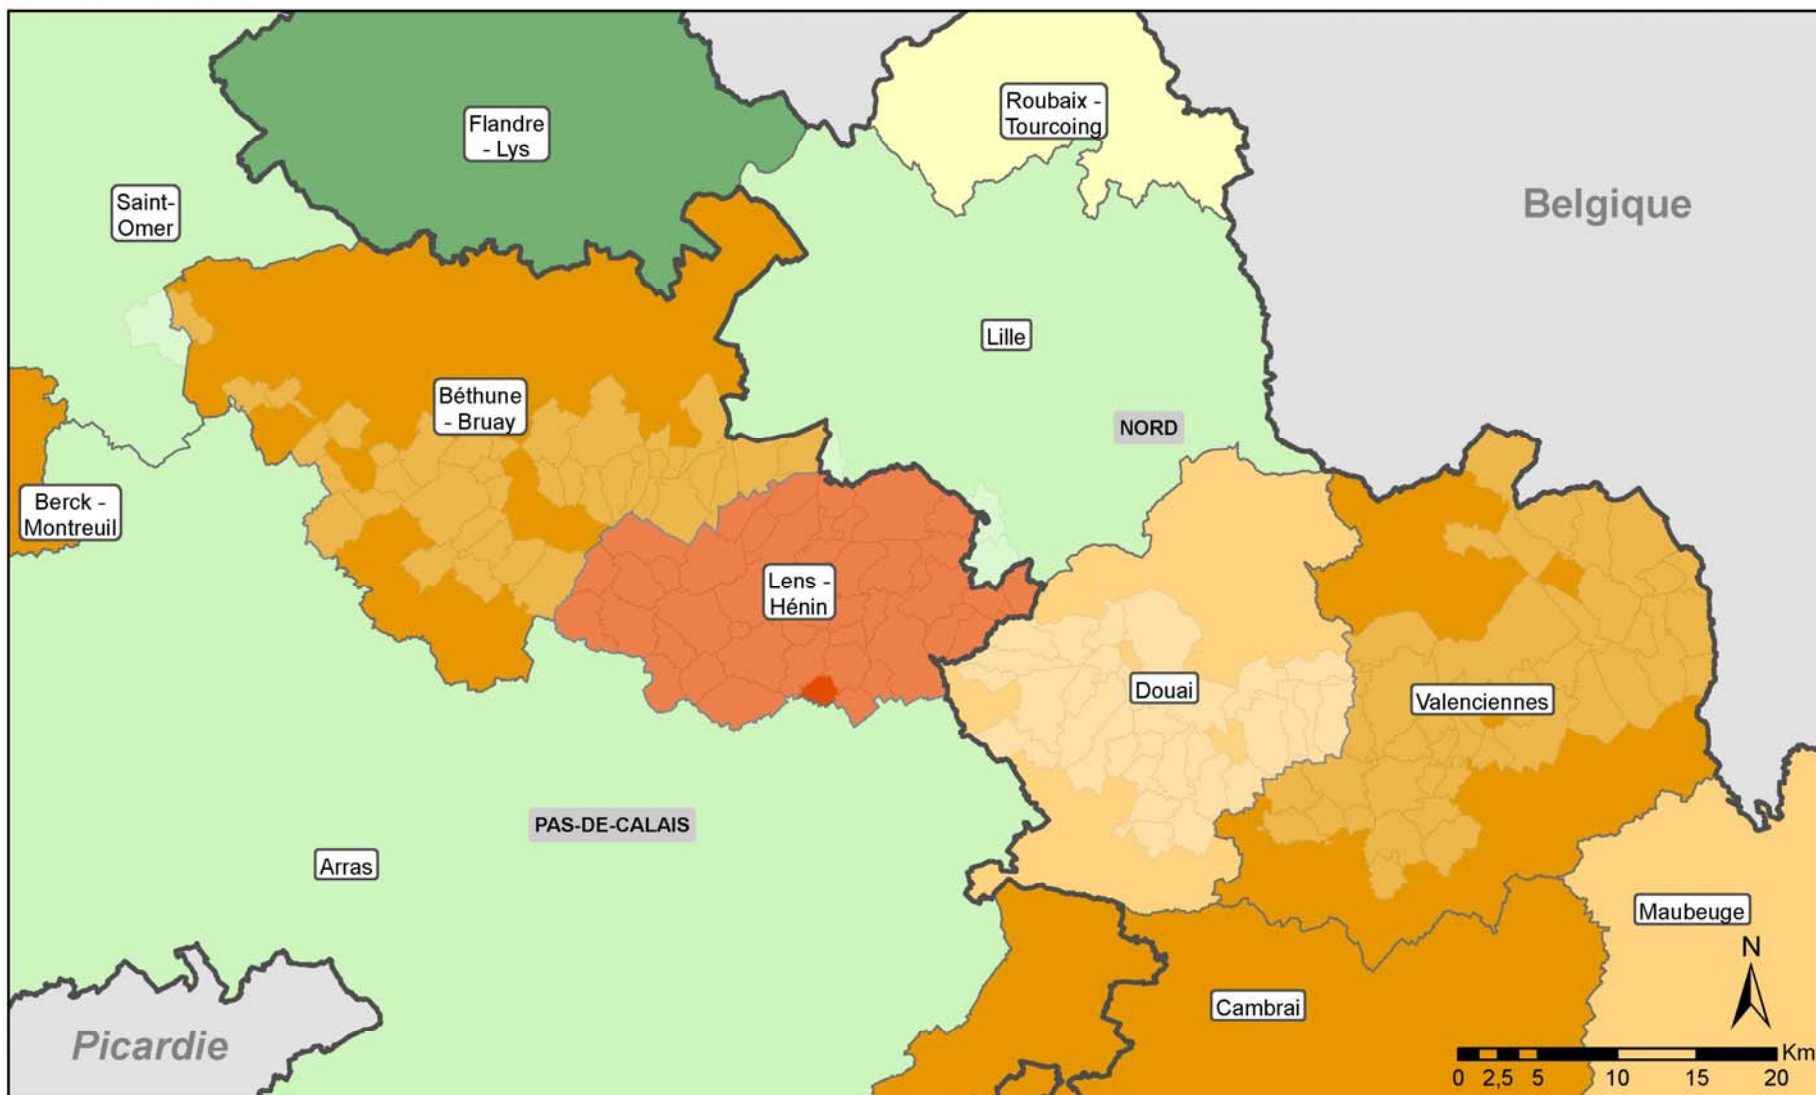 Flandre
- Lys
Roubaix -
Tourcoing
Saint-
Omer
Belgique
Lille
Béthune
- Bruay
NORD
Berck -
Montreuil
Lens -
Hénin
Douai
Valenciennes
PAS-DE-CALAIS
Arras
Maubeuge
N
Cambrai
Picardie
Km
0 2,5 5 10 15 20